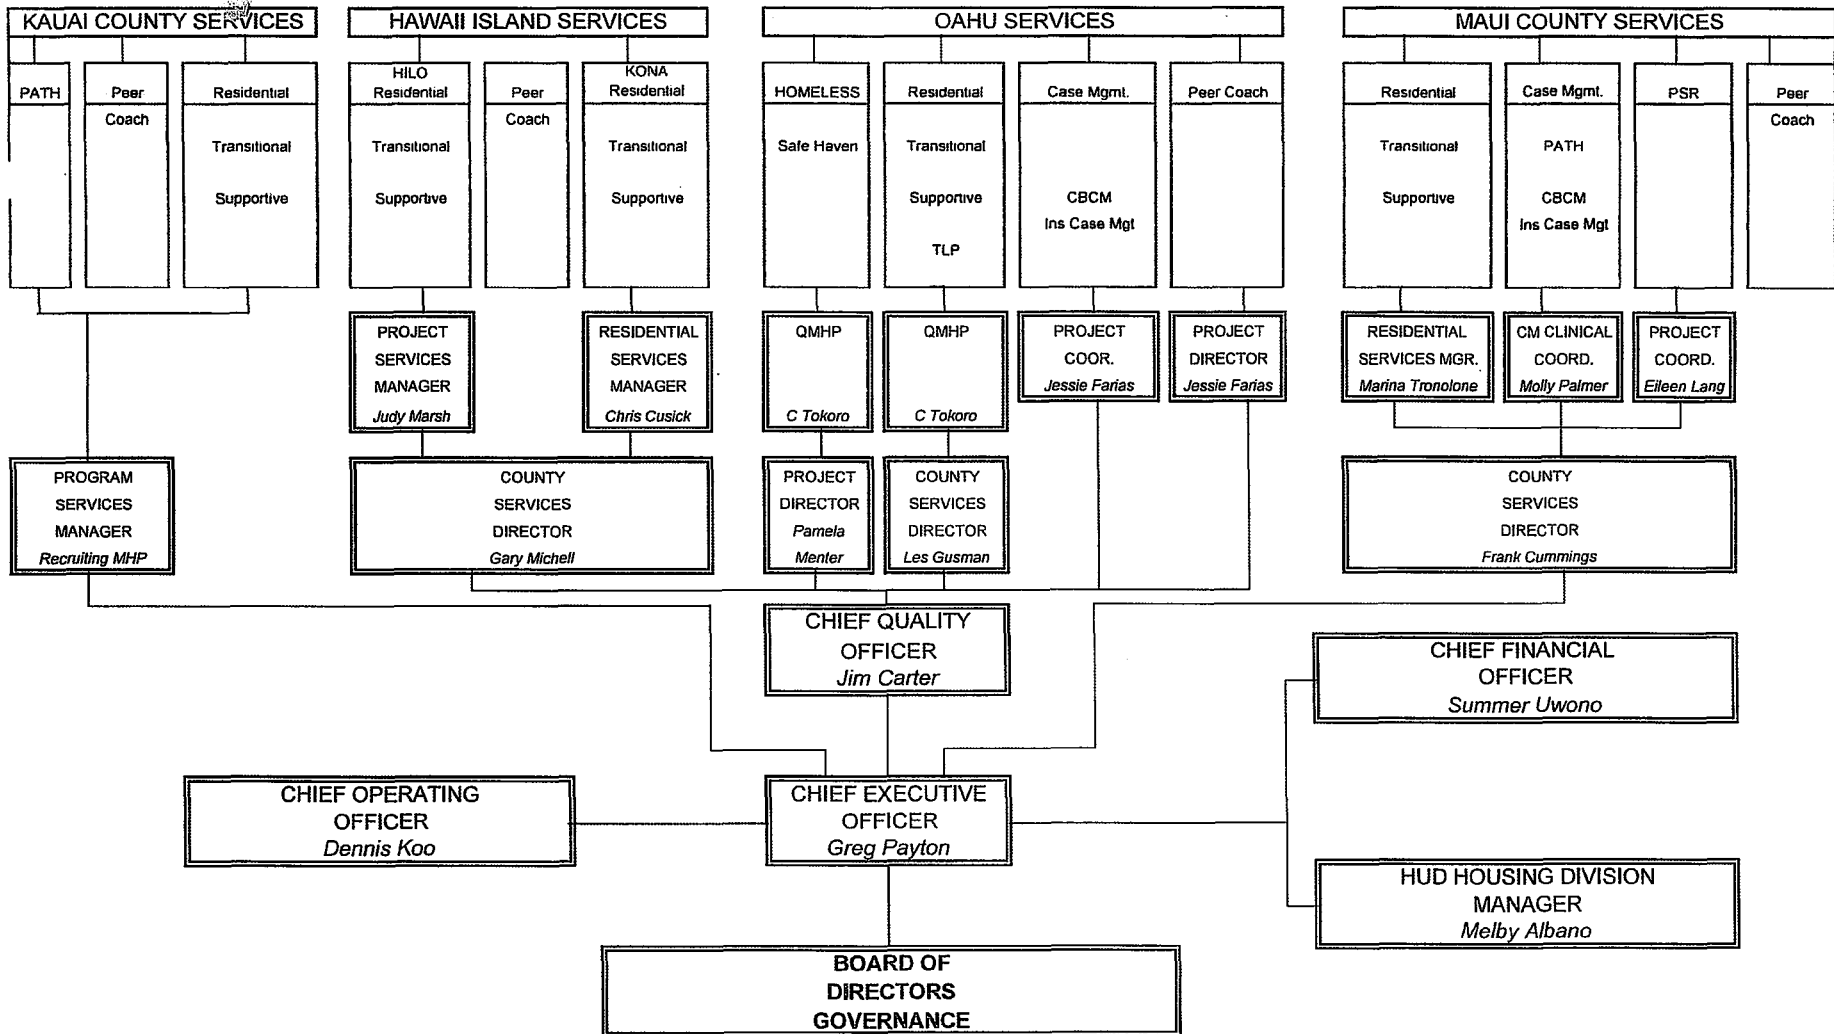 KAUAI COUNTY SERVICES
PATH
Peer
Coach
Residential
Transitional
Supportive
PROGRAM
SERVICES
MANAGER
Recruiting MHP
HAWAII ISLAND SERVICES
HILO
Residential
Transitional
Supportive
Peer
Coach
KONA
Residential
Transitional
Supportive
PROJECT
SERVICES
MANAGER
Judy Marsh
RESIDENTIAL
SERVICES
MANAGER
Chris Cusick
COUNTY
SERVICES
DIRECTOR
Gary Michell
OAHU SERVICES
HOMELESS
Safe Haven
Residential
Transitional
Supportive
TLP
Case Mgmt.
CBCM
Ins Case Mgt
Peer Coach
QMHP
C Tokoro
QMHP
C Tokoro
PROJECT
COOR.
Jessie Farias
PROJECT
DIRECTOR
Jessie Farias
PROJECT
DIRECTOR
Pamela
Menter
COUNTY
SERVICES
DIRECTOR
Les Gusman
MAUI COUNTY SERVICES
Residential
Transitional
Supportive
Case Mgmt.
PATH
CBCM
Ins Case Mgt
PSR
Peer
Coach
RESIDENTIAL
SERVICES MGR.
Marina Tronolone
CM CLINICAL
COORD.
Molly Palmer
PROJECT
COORD.
Eileen Lang
COUNTY
SERVICES
DIRECTOR
Frank Cummings
CHIEF QUALITY
OFFICER
Jim Carter
CHIEF FINANCIAL
OFFICER
Summer Uwono
CHIEF OPERATING
OFFICER
Dennis Koo
CHIEF EXECUTIVE
OFFICER
Greg Payton
HUD HOUSING DIVISION
MANAGER
Melby Albano
BOARD OF
DIRECTORS
GOVERNANCE